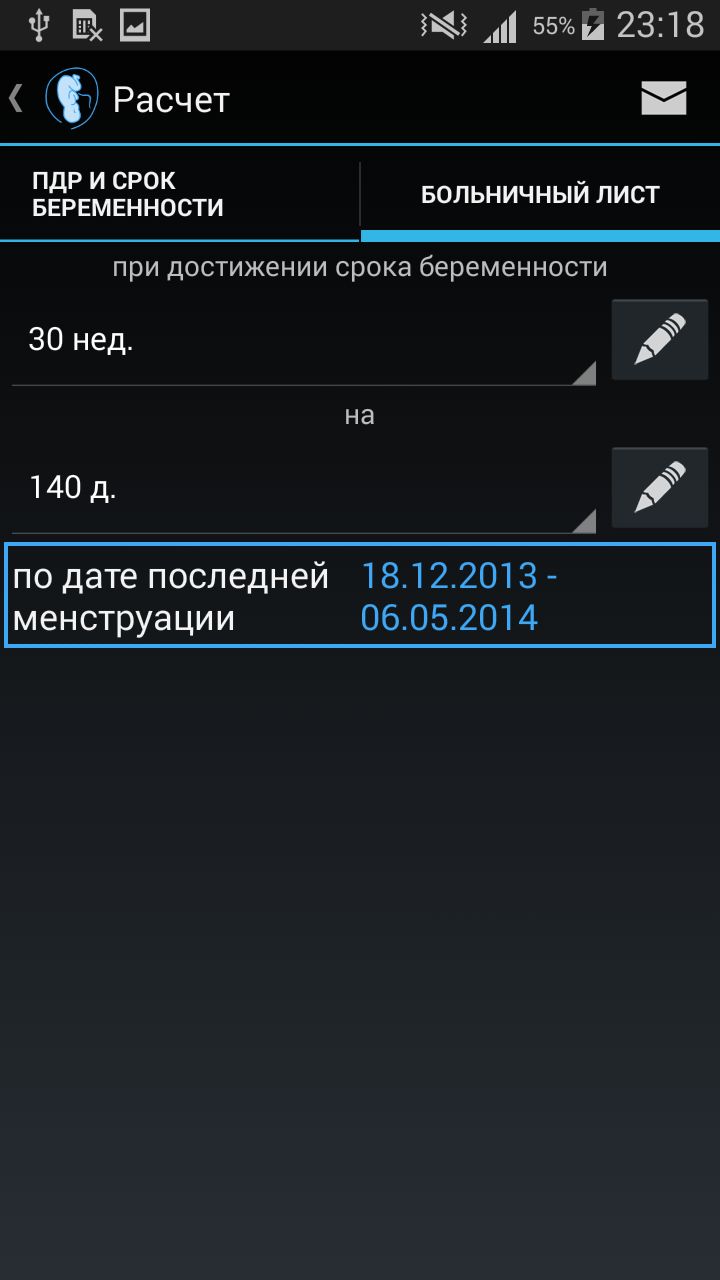 55% 23:18
Расчет
ПДР И СРОК
БЕРЕМЕННОСТИ
БОЛЬНИЧНЫЙ ЛИСТ
при достижении срока беременности
30 нед.
на
140 д.
по дате последней
менструации
18.12.2013 -
06.05.2014